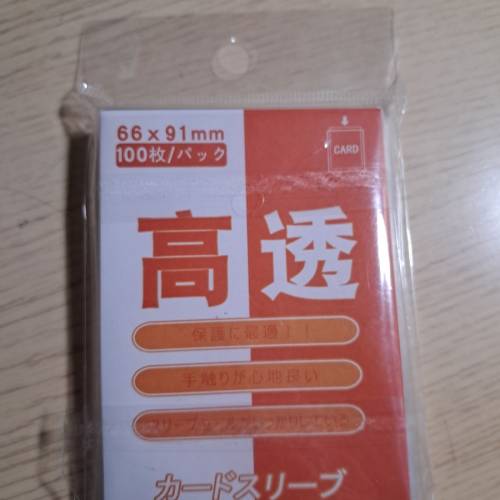 66×91mm
100枚/パック
CARD
高透
保護に最適！！
手触りが心地良い
カードスリーブ